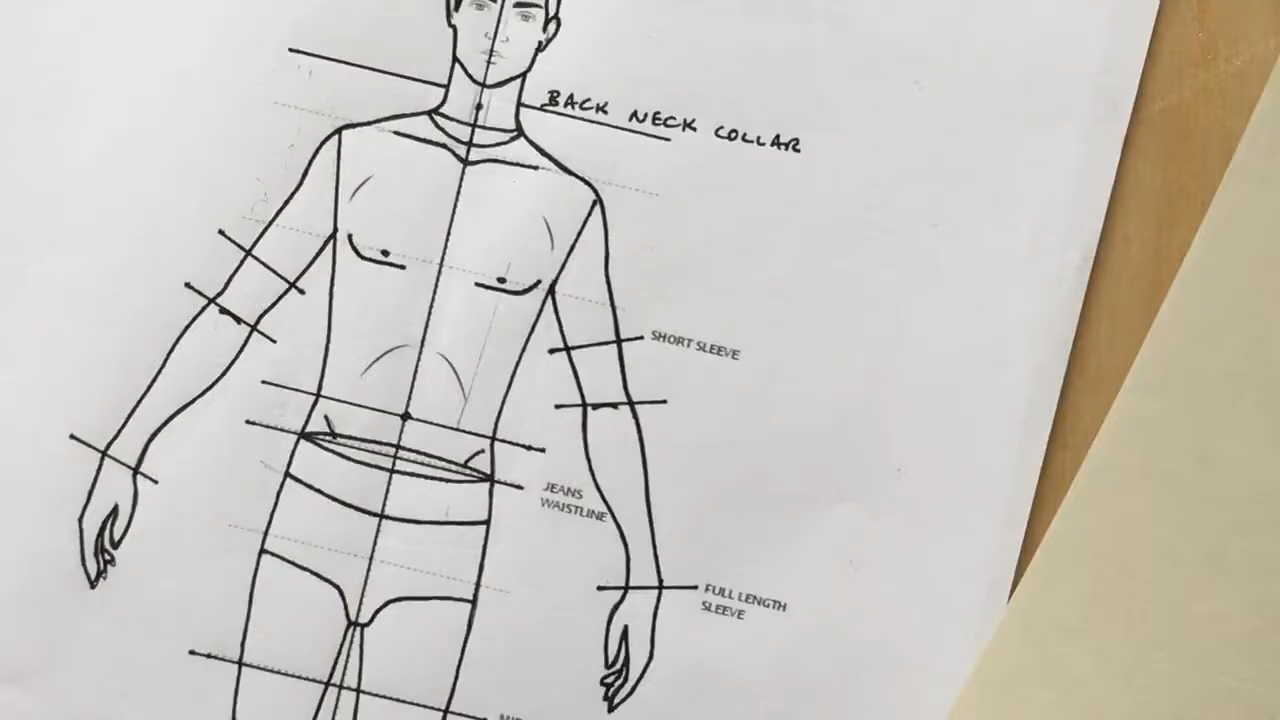 BACK NECK COLLAR
SHORT SLEEVE
JEANS
WAISTLINE
FULL LENGTH
SLEEVE